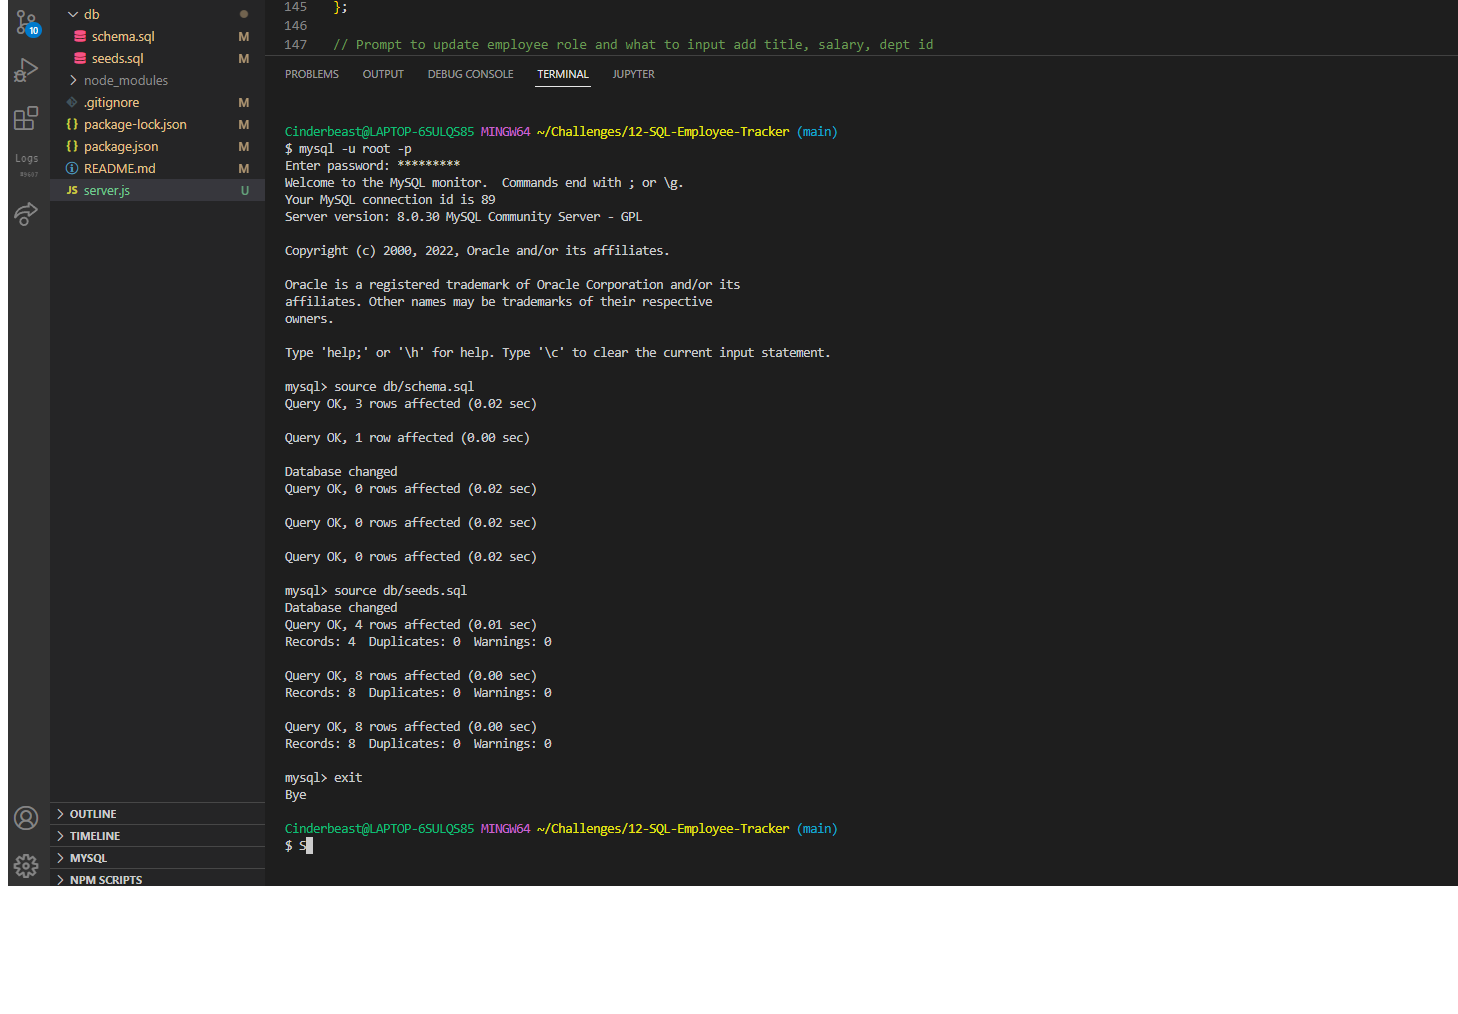 10
Logs
#9607
db
schema.sql M
seeds.sql M
node_modules
.gitignore M
package-lock.json M
package.json M
README.md M
JS server.js U
OUTLINE
TIMELINE
MYSQL
NPM SCRIPTS
145 };
146
147 // Prompt to update employee role and what to input add title, salary, dept id
PROBLEMS OUTPUT DEBUG CONSOLE TERMINAL JUPYTER
Cinderbeast@LAPTOP-6SULQS85 MINGW64 ~/Challenges/12-SQL-Employee-Tracker (main)
$ mysql -u root -p
Enter password: *********
Welcome to the MySQL monitor.  Commands end with ; or \g.
Your MySQL connection id is 89
Server version: 8.0.30 MySQL Community Server - GPL
Copyright (c) 2000, 2022, Oracle and/or its affiliates.
Oracle is a registered trademark of Oracle Corporation and/or its
affiliates. Other names may be trademarks of their respective
owners.
Type 'help;' or '\h' for help. Type '\c' to clear the current input statement.
mysql> source db/schema.sql
Query OK, 3 rows affected (0.02 sec)
Query OK, 1 row affected (0.00 sec)
Database changed
Query OK, 0 rows affected (0.02 sec)
Query OK, 0 rows affected (0.02 sec)
Query OK, 0 rows affected (0.02 sec)
mysql> source db/seeds.sql
Database changed
Query OK, 4 rows affected (0.01 sec)
Records: 4  Duplicates: 0  Warnings: 0
Query OK, 8 rows affected (0.00 sec)
Records: 8  Duplicates: 0  Warnings: 0
Query OK, 8 rows affected (0.00 sec)
Records: 8  Duplicates: 0  Warnings: 0
mysql> exit
Bye
Cinderbeast@LAPTOP-6SULQS85 MINGW64 ~/Challenges/12-SQL-Employee-Tracker (main)
$ S